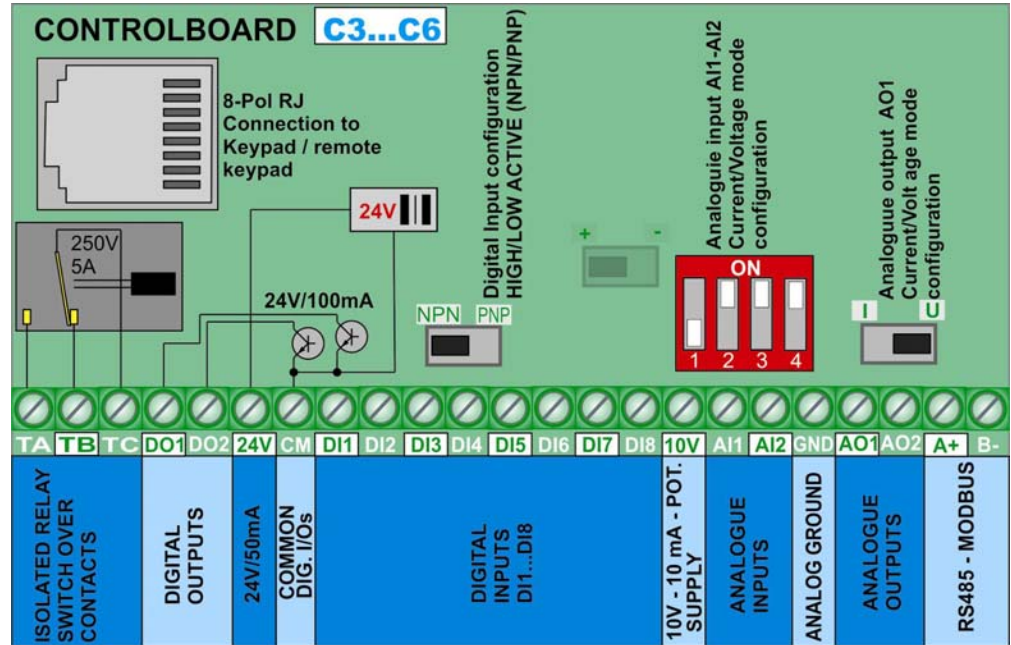 CONTROLBOARD C3...C6
8-Pol RJ
Connection to
Keypad / remote
keypad
24V
250V
5A
24V/100mA
Digital Input configuration
HIGH/LOW ACTIVE (NPN/PNP)
NPN PNP
+ -
Analoguie input AI1-AI2
Current/Voltage mode
configuration
ON
1 2 3 4
Analogue output AO1
Current/Volt age mode
configuration
I U
TA TB TC DO1 DO2 24V CM DI1 DI2 DI3 DI4 DI5 DI6 DI7 DI8 10V AI1 AI2 GND AO1 AO2 A+ B-
ISOLATED RELAY
SWITCH OVER
CONTACTS
DIGITAL
OUTPUTS
24V/50mA
COMMON
DIG. I/Os
DIGITAL
INPUTS
DI1...DI8
10V - 10 mA - POT.
SUPPLY
ANALOGUE
INPUTS
ANALOG GROUND
ANALOGUE
OUTPUTS
RS485 - MODBUS